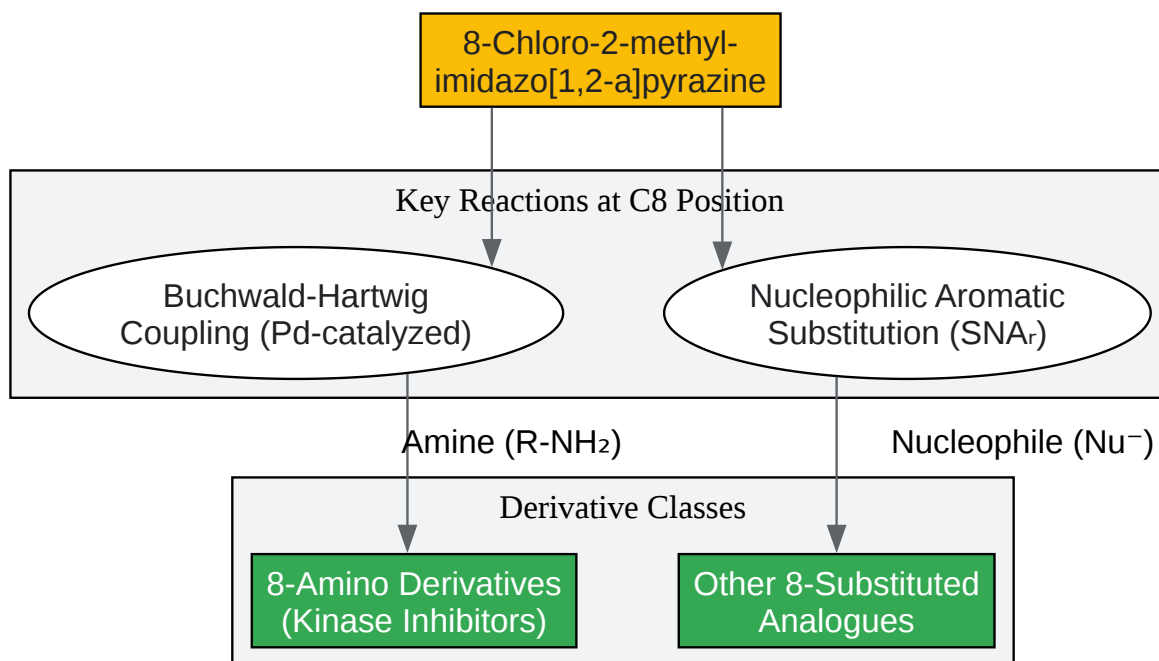 8-Chloro-2-methyl-
imidazo[1,2-a]pyrazine
Key Reactions at C8 Position
Buchwald-Hartwig
Coupling (Pd-catalyzed)
Nucleophilic Aromatic
Substitution (SNAᵣ)
Amine (R-NH₂)
Nucleophile (Nu⁻)
Derivative Classes
8-Amino Derivatives
(Kinase Inhibitors)
Other 8-Substituted
Analogues